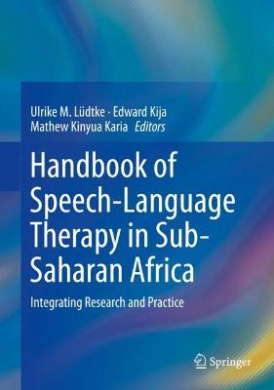 Ulrike M. Lüdtke · Edward Kija
Mathew Kinyua Karia Editors
Handbook of
Speech-Language
Therapy in Sub-
Saharan Africa
Integrating Research and Practice
Springer